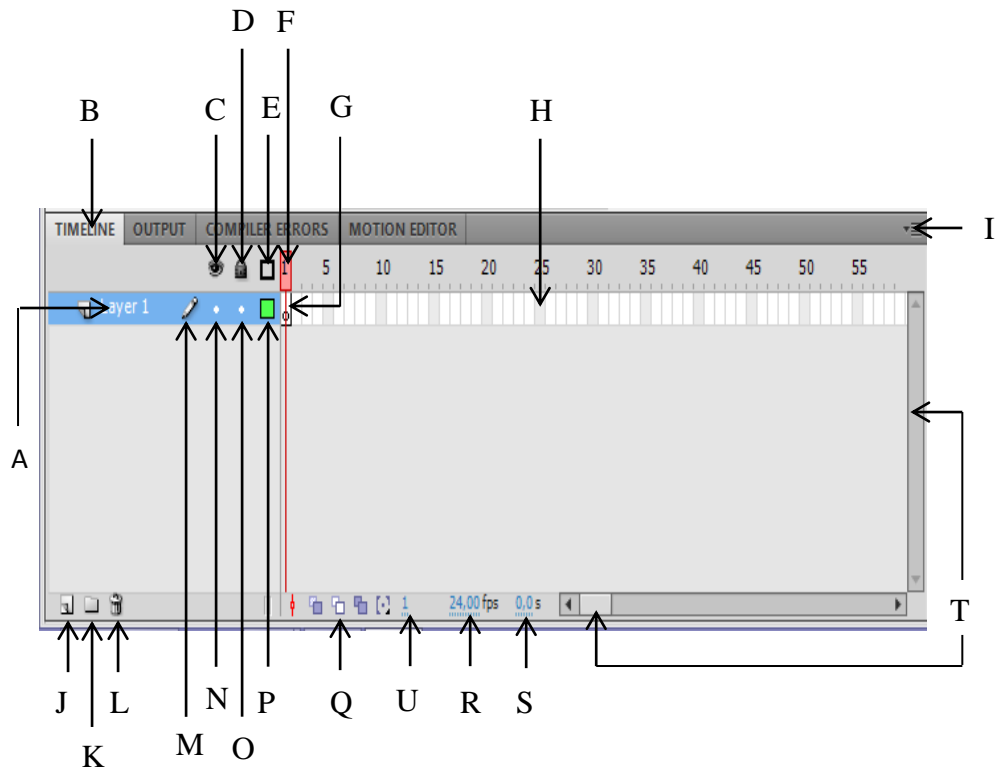 D F
B C E G H
TIMELINE OUTPUT COMPILER ERRORS MOTION EDITOR
I
1 5 10 15 20 25 30 35 40 45 50 55
Layer 1
A
1 24,00 fps 0,0 s
T
J L N P Q U R S
K M O